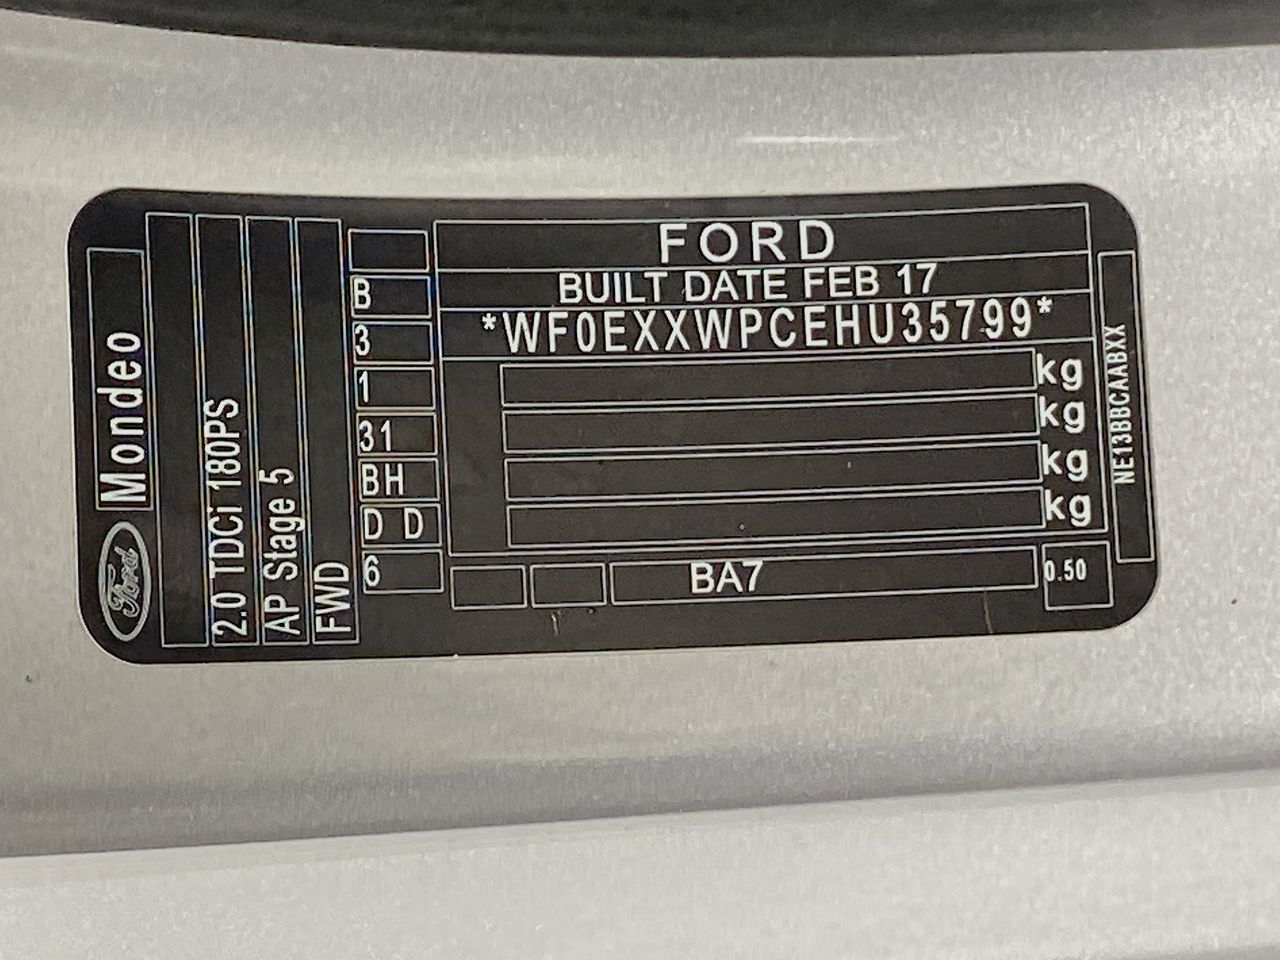 Ford
Mondeo
2.0 TDCi 180PS
AP Stage 5
FWD
B
3
1
31
BH
D D
6
FORD
BUILT DATE FEB 17
*WF0EXXWPCEHU35799*
kg
kg
kg
kg
BA7
0.50
NE13BBCAABXX